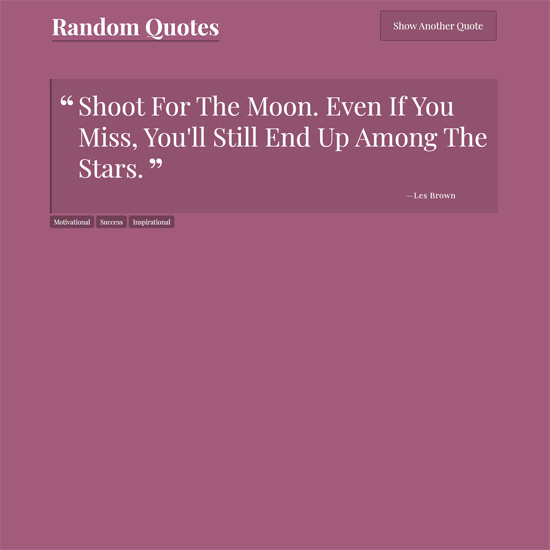 Random Quotes
Show Another Quote
“ Shoot For The Moon. Even If You
Miss, You'll Still End Up Among The
Stars. ”
—Les Brown
Motivational Success Inspirational